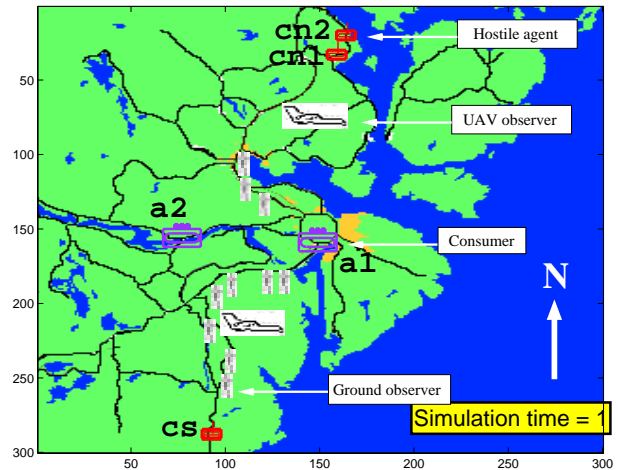 cn2
Hostile agent
cn1
50
UAV observer
100
a2
150
Consumer
a1
200
N
250
Ground observer
cs
Simulation time = 1
300
50
100
150
200
250
300